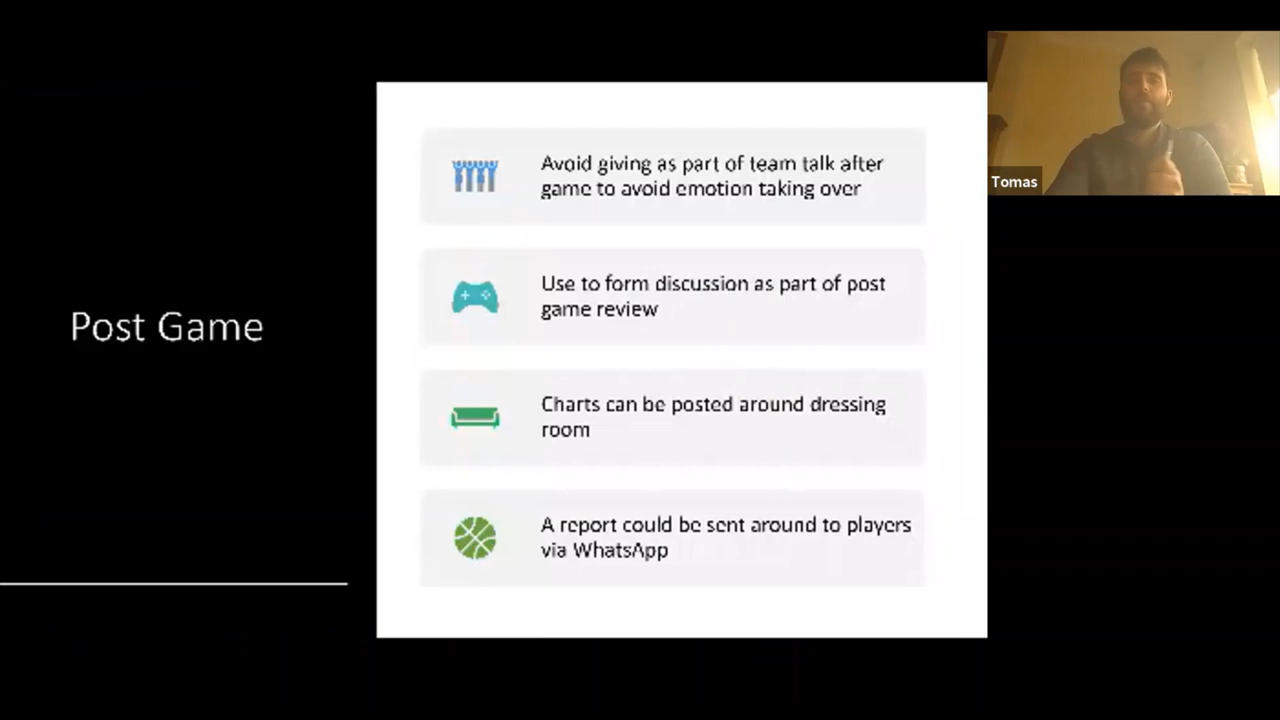 Post Game
Avoid giving as part of team talk after
game to avoid emotion taking over
Use to form discussion as part of post
game review
Charts can be posted around dressing
room
A report could be sent around to players
via WhatsApp
Tomas